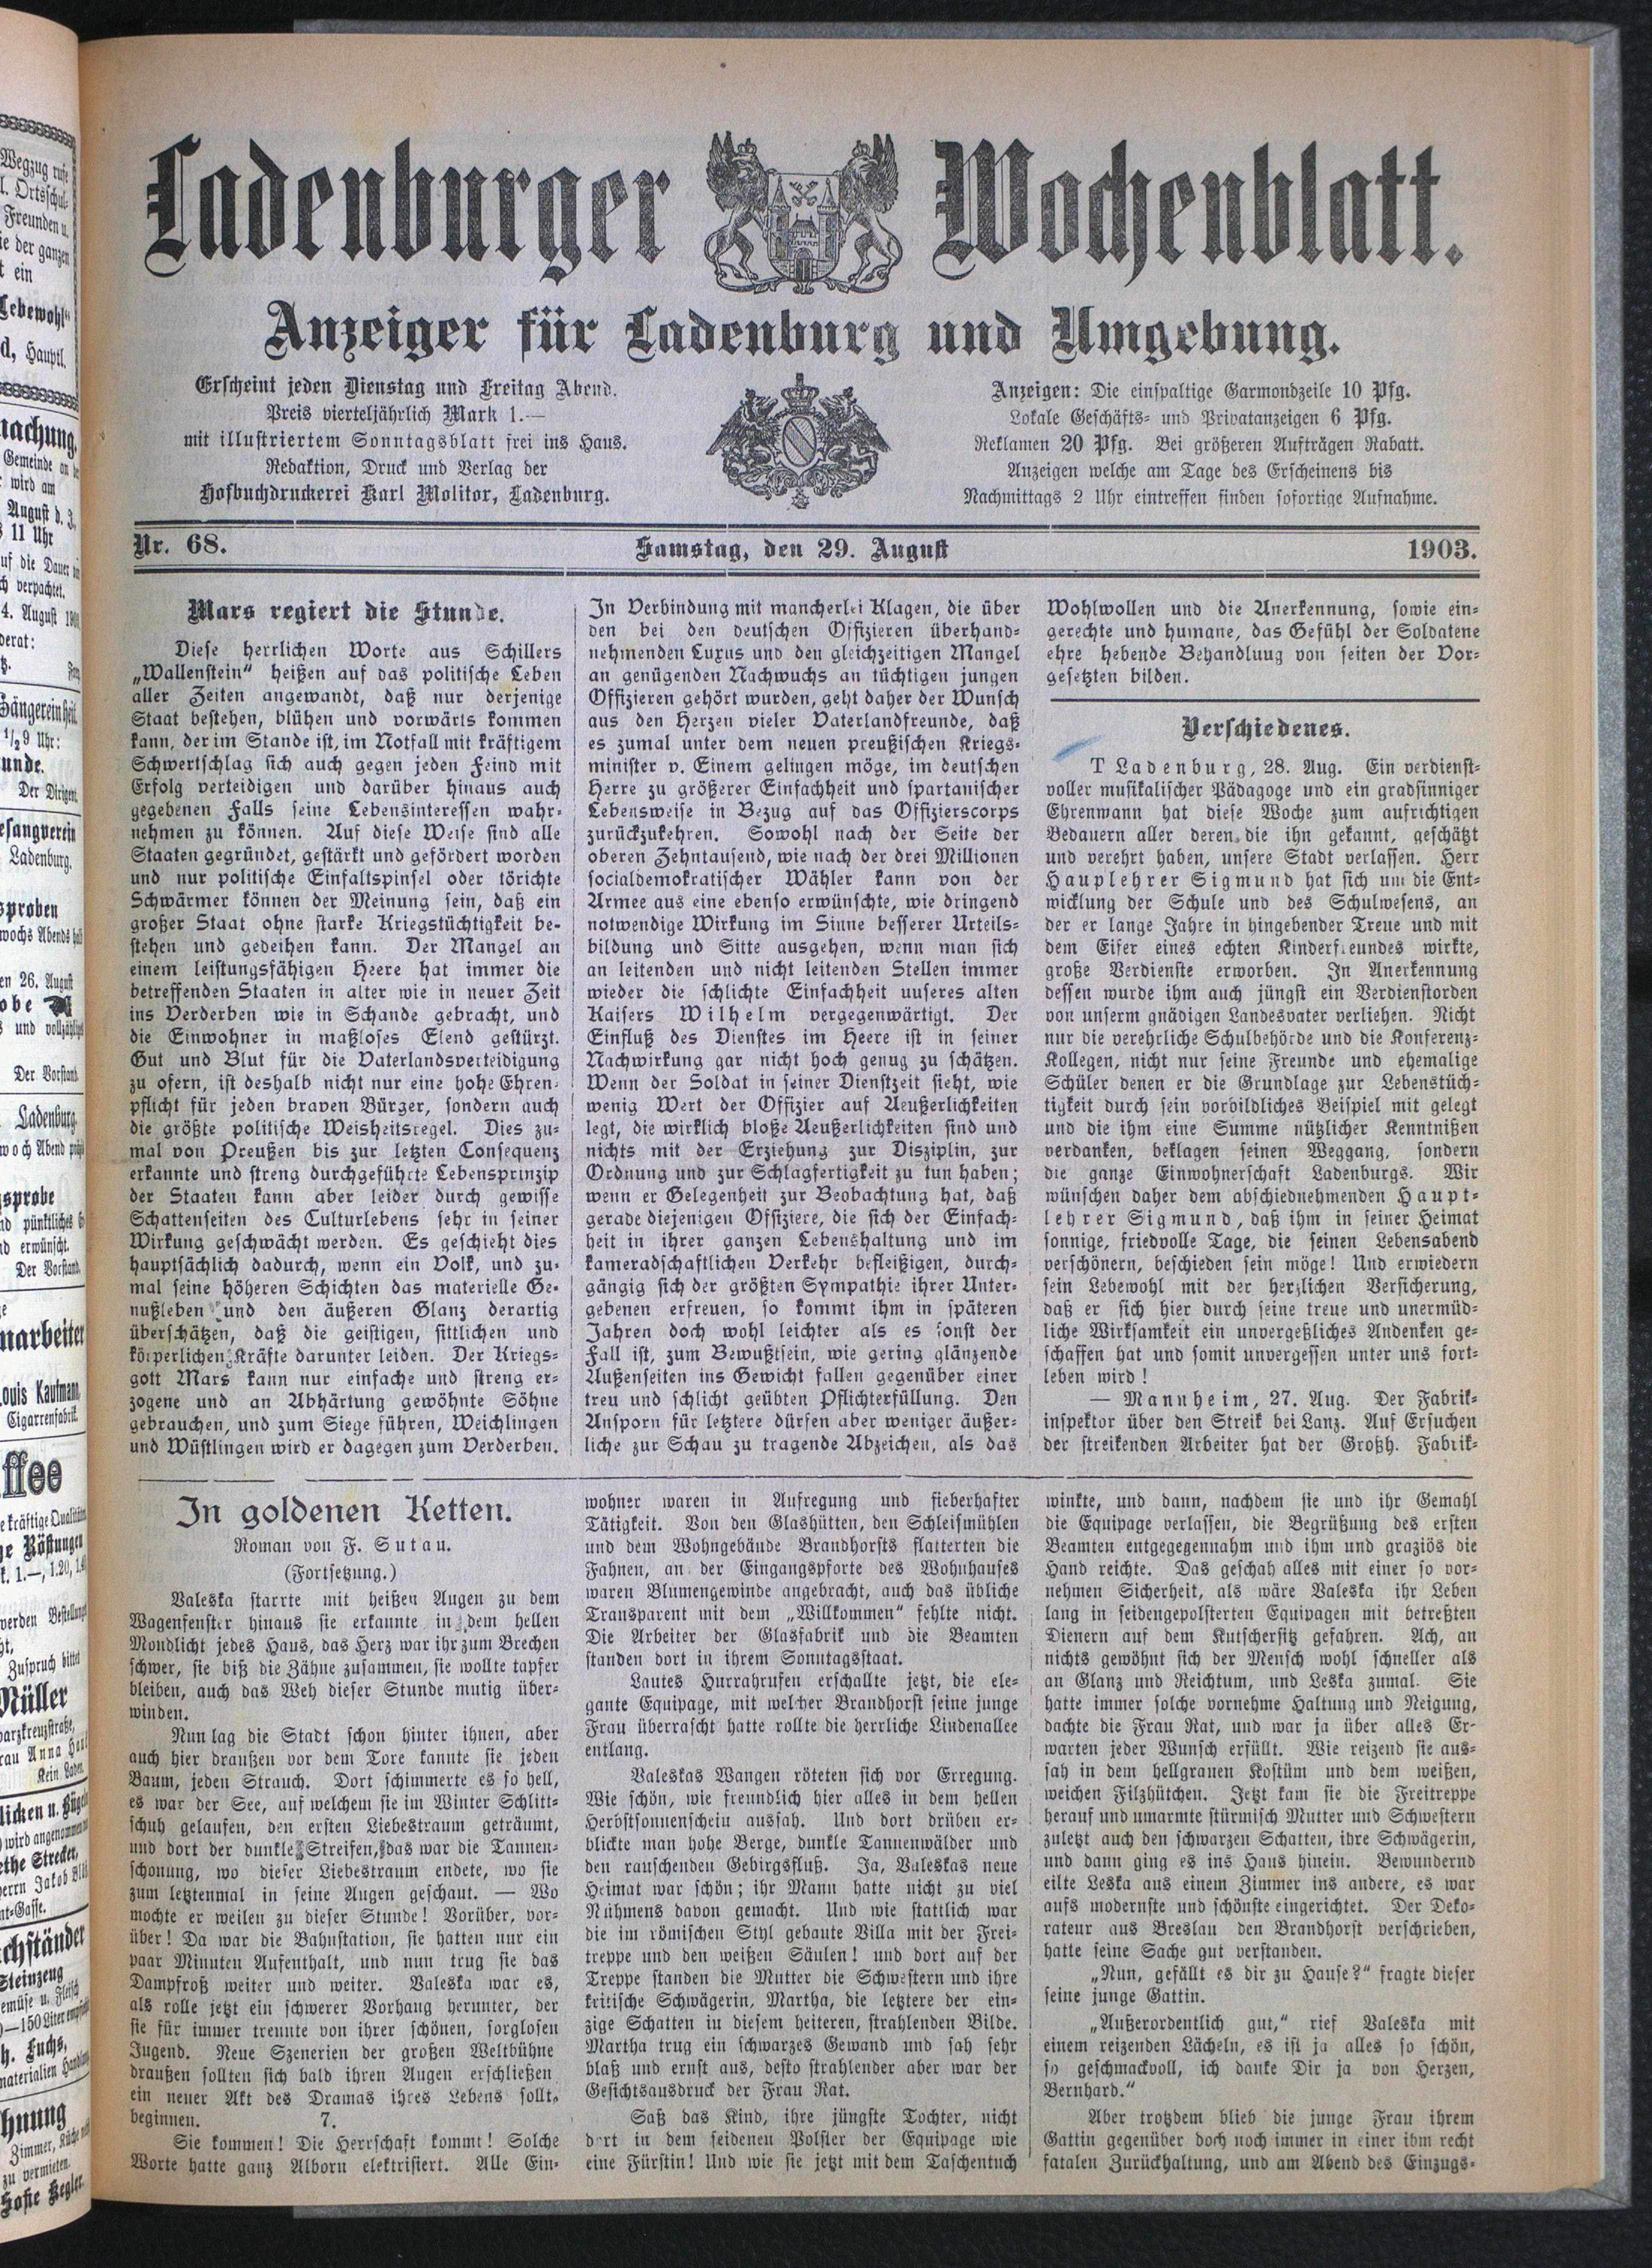 Ladenburger Wochenblatt.
Anzeiger für Ladenburg und Umgebung.
Erscheint jeden Dienstag und Freitag Abend.
Preis vierteljährlich Mark 1.—
mit illustriertem Sonntagsblatt frei ins Haus.
Redaktion, Druck und Verlag der
Hofbuchdruckerei Karl Molitor, Ladenburg.
Anzeigen: Die einspaltige Garmondzeile 10 Pfg.
Lokale Geschäfts- und Privatanzeigen 6 Pfg.
Reklamen 20 Pfg. Bei größeren Aufträgen Rabatt.
Anzeigen welche am Tage des Erscheinens bis
Nachmittags 2 Uhr eintreffen finden sofortige Aufnahme.
Nr. 68. Samstag, den 29. August 1903.
Mars regiert die Stunde.
Diese herrlichen Worte aus Schillers
„Wallenstein“ heißen auf das politische Leben
aller Zeiten angewandt, daß nur derjenige
Staat bestehen, blühen und vorwärts kommen
kann, der im Stande ist, im Notfall mit kräftigem
Schwertschlag sich auch gegen jeden Feind mit
Erfolg verteidigen und darüber hinaus auch
gegebenen Falls seine Lebensinteressen wahr-
nehmen zu können. Auf diese Weise sind alle
Staaten gegründet, gestärkt und gefördert worden
und nur politische Einfaltspinsel oder törichte
Schwärmer können der Meinung sein, daß ein
großer Staat ohne starke Kriegstüchtigkeit be-
stehen und gedeihen kann. Der Mangel an
einem leistungsfähigen Heere hat immer die
betreffenden Staaten in alter wie in neuer Zeit
ins Verderben wie in Schande gebracht, und
die Einwohner in maßloses Elend gestürzt.
Gut und Blut für die Vaterlandsverteidigung
zu ofern, ist deshalb nicht nur eine hohe Ehren-
pflicht für jeden braven Bürger, sondern auch
die größte politische Weisheitsregel. Dies zu-
mal von Preußen bis zur letzten Consequenz
erkannte und streng durchgeführte Lebensprinzip
der Staaten kann aber leider durch gewisse
Schattenseiten des Culturlebens sehr in seiner
Wirkung geschwächt werden. Es geschieht dies
hauptsächlich dadurch, wenn ein Volk, und zu-
mal seine höheren Schichten das materielle Ge-
nußleben und den äußeren Glanz derartig
überschätzen, daß die geistigen, sittlichen und
körperlichen Kräfte darunter leiden. Der Kriegs-
gott Mars kann nur einfache und streng er-
zogene und an Abhärtung gewöhnte Söhne
gebrauchen, und zum Siege führen, Weichlingen
und Wüstlingen wird er dagegen zum Verderben.
In Verbindung mit mancherlei Klagen, die über
den bei den deutschen Offizieren überhand-
nehmenden Luxus und den gleichzeitigen Mangel
an genügenden Nachwuchs an tüchtigen jungen
Offizieren gehört wurden, geht daher der Wunsch
aus den Herzen vieler Vaterlandfreunde, daß
es zumal unter dem neuen preußischen Kriegs-
minister v. Einem gelingen möge, im deutschen
Herre zu größerer Einfachheit und spartanischer
Lebensweise in Bezug auf das Offizierscorps
zurückzukehren. Sowohl nach der Seite der
oberen Zehntausend, wie nach der drei Millionen
socialdemokratischer Wähler kann von der
Armee aus eine ebenso erwünschte, wie dringend
notwendige Wirkung im Sinne besserer Urteils-
bildung und Sitte ausgehen, wenn man sich
an leitenden und nicht leitenden Stellen immer
wieder die schlichte Einfachheit uuseres alten
Kaisers Wilhelm vergegenwärtigt. Der
Einfluß des Dienstes im Heere ist in seiner
Nachwirkung gar nicht hoch genug zu schätzen.
Wenn der Soldat in seiner Dienstzeit sieht, wie
wenig Wert der Offizier auf Aeußerlichkeiten
legt, die wirklich bloße Aeußerlichkeiten sind und
nichts mit der Erziehung zur Disziplin, zur
Ordnung und zur Schlagfertigkeit zu tun haben;
wenn er Gelegenheit zur Beobachtung hat, daß
gerade diejenigen Offiziere, die sich der Einfach-
heit in ihrer ganzen Lebenshaltung und im
kameradschaftlichen Verkehr befleißigen, durch-
gängig sich der größten Sympathie ihrer Unter-
gebenen erfreuen, so kommt ihm in späteren
Jahren doch wohl leichter als es sonst der
Fall ist, zum Bewußtsein, wie gering glänzende
Außenseiten ins Gewicht fallen gegenüber einer
treu und schlicht geübten Pflichterfüllung. Den
Ansporn für letztere dürfen aber weniger äußer-
liche zur Schau zu tragende Abzeichen, als das
Wohlwollen und die Anerkennung, sowie ein-
gerechte und humane, das Gefühl der Soldatene
ehre hebende Behandluug von seiten der Vor-
gesetzten bilden.
Verschiedenes.
T Ladenburg, 28. Aug. Ein verdienst-
voller musikalischer Pädagoge und ein gradsinniger
Ehrenmann hat diese Woche zum aufrichtigen
Bedauern aller deren, die ihn gekannt, geschätzt
und verehrt haben, unsere Stadt verlassen. Herr
Hauplehrer Sigmund hat sich um die Ent-
wicklung der Schule und des Schulwesens, an
der er lange Jahre in hingebender Treue und mit
dem Eifer eines echten Kinderfreundes wirkte,
große Verdienste erworben. In Anerkennung
dessen wurde ihm auch jüngst ein Verdienstorden
von unserm gnädigen Landesvater verliehen. Nicht
nur die verehrliche Schulbehörde und die Konferenz-
Kollegen, nicht nur seine Freunde und ehemalige
Schüler denen er die Grundlage zur Lebenstüch-
tigkeit durch sein vorbildliches Beispiel mit gelegt
und die ihm eine Summe nützlicher Kenntnißen
verdanken, beklagen seinen Weggang, sondern
die ganze Einwohnerschaft Ladenburgs. Wir
wünschen daher dem abschiednehmenden Haupt-
lehrer Sigmund, daß ihm in seiner Heimat
sonnige, friedvolle Tage, die seinen Lebensabend
verschönern, beschieden sein möge! Und erwiedern
sein Lebewohl mit der herzlichen Versicherung,
daß er sich hier durch seine treue und unermüd-
liche Wirksamkeit ein unvergeßliches Andenken ge-
schaffen hat und somit unvergessen unter uns fort-
leben wird!
— Mannheim, 27. Aug. Der Fabrik-
inspektor über den Streik bei Lanz. Auf Ersuchen
der streikenden Arbeiter hat der Großh. Fabrik-
In goldenen Ketten.
Roman von F. Sutau.
(Fortsetzung.)
Valeska starrte mit heißen Augen zu dem
Wagenfenster hinaus sie erkannte in dem hellen
Mondlicht jedes Haus, das Herz war ihr zum Brechen
schwer, sie biß die Zähne zusammen, sie wollte tapfer
bleiben, auch das Weh dieser Stunde mutig über-
winden.
Nun lag die Stadt schon hinter ihnen, aber
auch hier draußen vor dem Tore kannte sie jeden
Baum, jeden Strauch. Dort schimmerte es so hell,
es war der See, auf welchem sie im Winter Schlitt-
schuh gelaufen, den ersten Liebestraum geträumt,
und dort der dunkle Streifen, das war die Tannen-
schonung, wo dieser Liebestraum endete, wo sie
zum letztenmal in seine Augen geschaut. — Wo
mochte er weilen zu dieser Stunde! Vorüber, vor-
über! Da war die Bahnstation, sie hatten nur ein
paar Minuten Aufenthalt, und nun trug sie das
Dampfroß weiter und weiter. Valeska war es,
als rolle jetzt ein schwerer Vorhang herunter, der
sie für immer trennte von ihrer schönen, sorglosen
Jugend. Neue Szenerien der großen Weltbühne
draußen sollten sich bald ihren Augen erschließen
ein neuer Akt des Dramas ihres Lebens sollte
beginnen.
7.
Sie kommen! Die Herrschaft kommt! Solche
Worte hatte ganz Alborn elektrisiert. Alle Ein-
wohner waren in Aufregung und fieberhafter
Tätigkeit. Von den Glashütten, den Schleifmühlen
und dem Wohngebäude Brandhorsts flatterten die
Fahnen, an der Eingangspforte des Wohnhauses
waren Blumengewinde angebracht, auch das übliche
Transparent mit dem „Willkommen“ fehlte nicht.
Die Arbeiter der Glasfabrik und die Beamten
standen dort in ihrem Sonntagsstaat.
Lautes Hurrahrufen erschallte jetzt, die ele-
gante Equipage, mit welcher Brandhorst seine junge
Frau überrascht hatte rollte die herrliche Lindenallee
entlang.
Valeskas Wangen röteten sich vor Erregung.
Wie schön, wie freundlich hier alles in dem hellen
Herbstsonnenschein aussah. Und dort drüben er-
blickte man hohe Berge, dunkle Tannenwälder und
den rauschenden Gebirgsfluß. Ja, Valeskas neue
Heimat war schön; ihr Mann hatte nicht zu viel
Rühmens davon gemacht. Und wie stattlich war
die im römischen Styl gebaute Villa mit der Frei-
treppe und den weißen Säulen! und dort auf der
Treppe standen die Mutter die Schwestern und ihre
kritische Schwägerin, Martha, die letztere der ein-
zige Schatten in diesem heiteren, strahlenden Bilde.
Martha trug ein schwarzes Gewand und sah sehr
blaß und ernst aus, desto strahlender aber war der
Gesichtsausdruck der Frau Rat.
Saß das Kind, ihre jüngste Tochter, nicht
dort in dem seidenen Polster der Equipage wie
eine Fürstin! Und wie sie jetzt mit dem Taschentuch
winkte, und dann, nachdem sie und ihr Gemahl
die Equipage verlassen, die Begrüßung des ersten
Beamten entgegegennahm und ihm und graziös die
Hand reichte. Das geschah alles mit einer so vor-
nehmen Sicherheit, als wäre Valeska ihr Leben
lang in seidengepolsterten Equipagen mit betreßten
Dienern auf dem Kutschersitz gefahren. Ach, an
nichts gewöhnt sich der Mensch wohl schneller als
an Glanz und Reichtum, und Leska zumal. Sie
hatte immer solche vornehme Haltung und Neigung,
dachte die Frau Rat, und war ja über alles Er-
warten jeder Wunsch erfüllt. Wie reizend sie aus-
sah in dem hellgrauen Kostüm und dem weißen,
weichen Filzhütchen. Jetzt kam sie die Freitreppe
herauf und umarmte stürmisch Mutter und Schwestern
zuletzt auch den schwarzen Schatten, ihre Schwägerin,
und dann ging es ins Haus hinein. Bewundernd
eilte Leska aus einem Zimmer ins andere, es war
aufs modernste und schönste eingerichtet. Der Deko-
rateur aus Breslau den Brandhorst verschrieben,
hatte seine Sache gut verstanden.
„Nun, gefällt es dir zu Hause?“ fragte dieser
seine junge Gattin.
„Außerordentlich gut,“ rief Valeska mit
einem reizenden Lächeln, es ist ja alles so schön,
so geschmackvoll, ich danke Dir ja von Herzen,
Bernhard.“
Aber trotzdem blieb die junge Frau ihrem
Gattin gegenüber doch noch immer in einer ihm recht
fatalen Zurückhaltung, und am Abend des Einzugs-